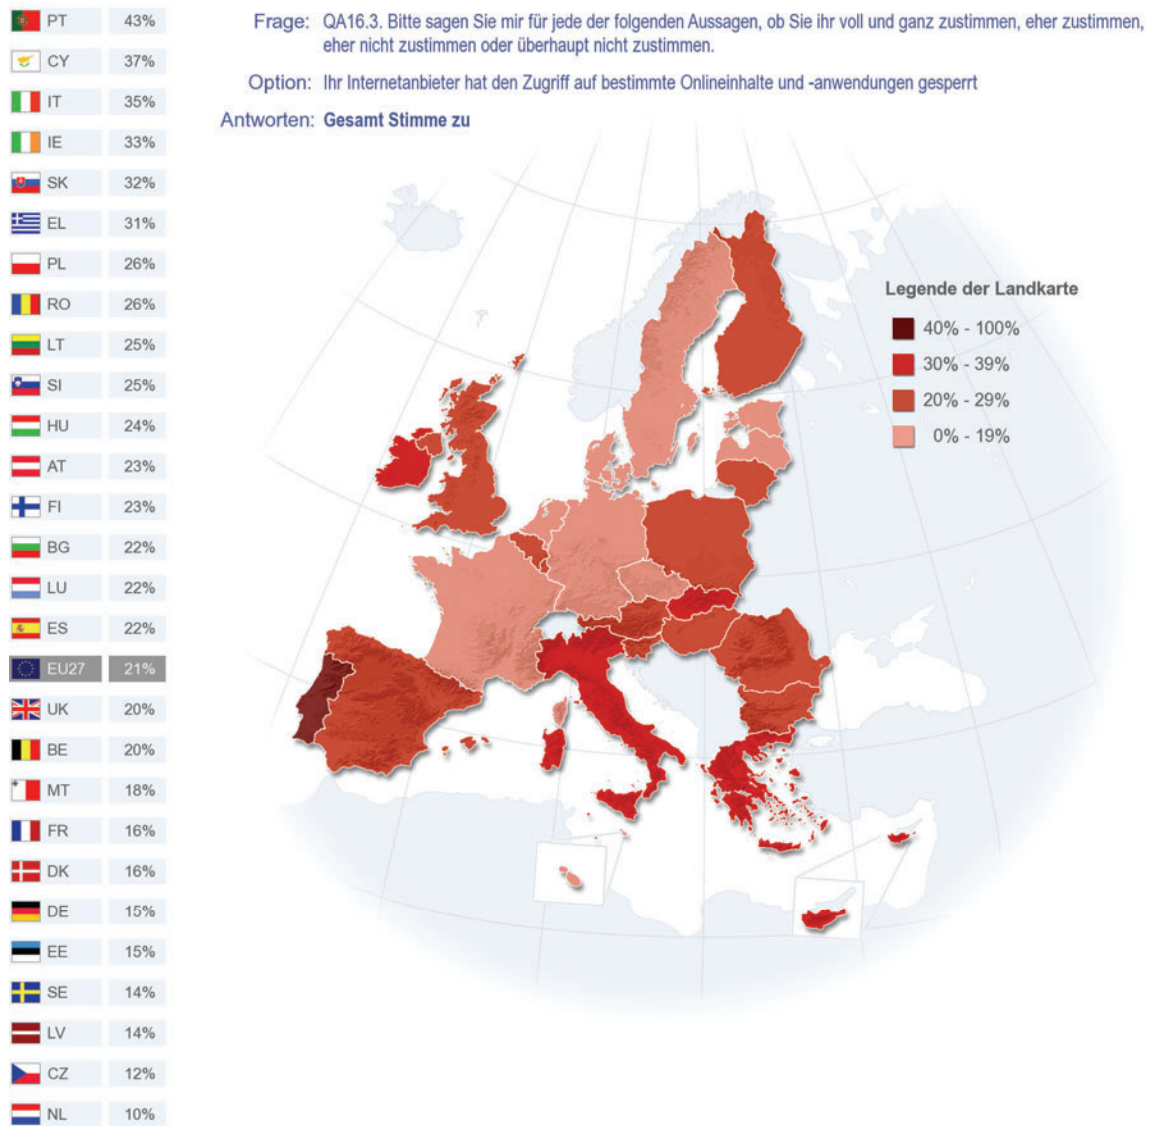 PT 43%
CY 37%
IT 35%
IE 33%
SK 32%
EL 31%
PL 26%
RO 26%
LT 25%
SI 25%
HU 24%
AT 23%
FI 23%
BG 22%
LU 22%
ES 22%
EU27 21%
UK 20%
BE 20%
MT 18%
FR 16%
DK 16%
DE 15%
EE 15%
SE 14%
LV 14%
CZ 12%
NL 10%
Frage: QA16.3. Bitte sagen Sie mir für jede der folgenden Aussagen, ob Sie ihr voll und ganz zustimmen, eher zustimmen,
eher nicht zustimmen oder überhaupt nicht zustimmen.
Option: Ihr Internetanbieter hat den Zugriff auf bestimmte Onlineinhalte und -anwendungen gesperrt
Antworten: Gesamt Stimme zu
Legende der Landkarte
40% - 100%
30% - 39%
20% - 29%
0% - 19%